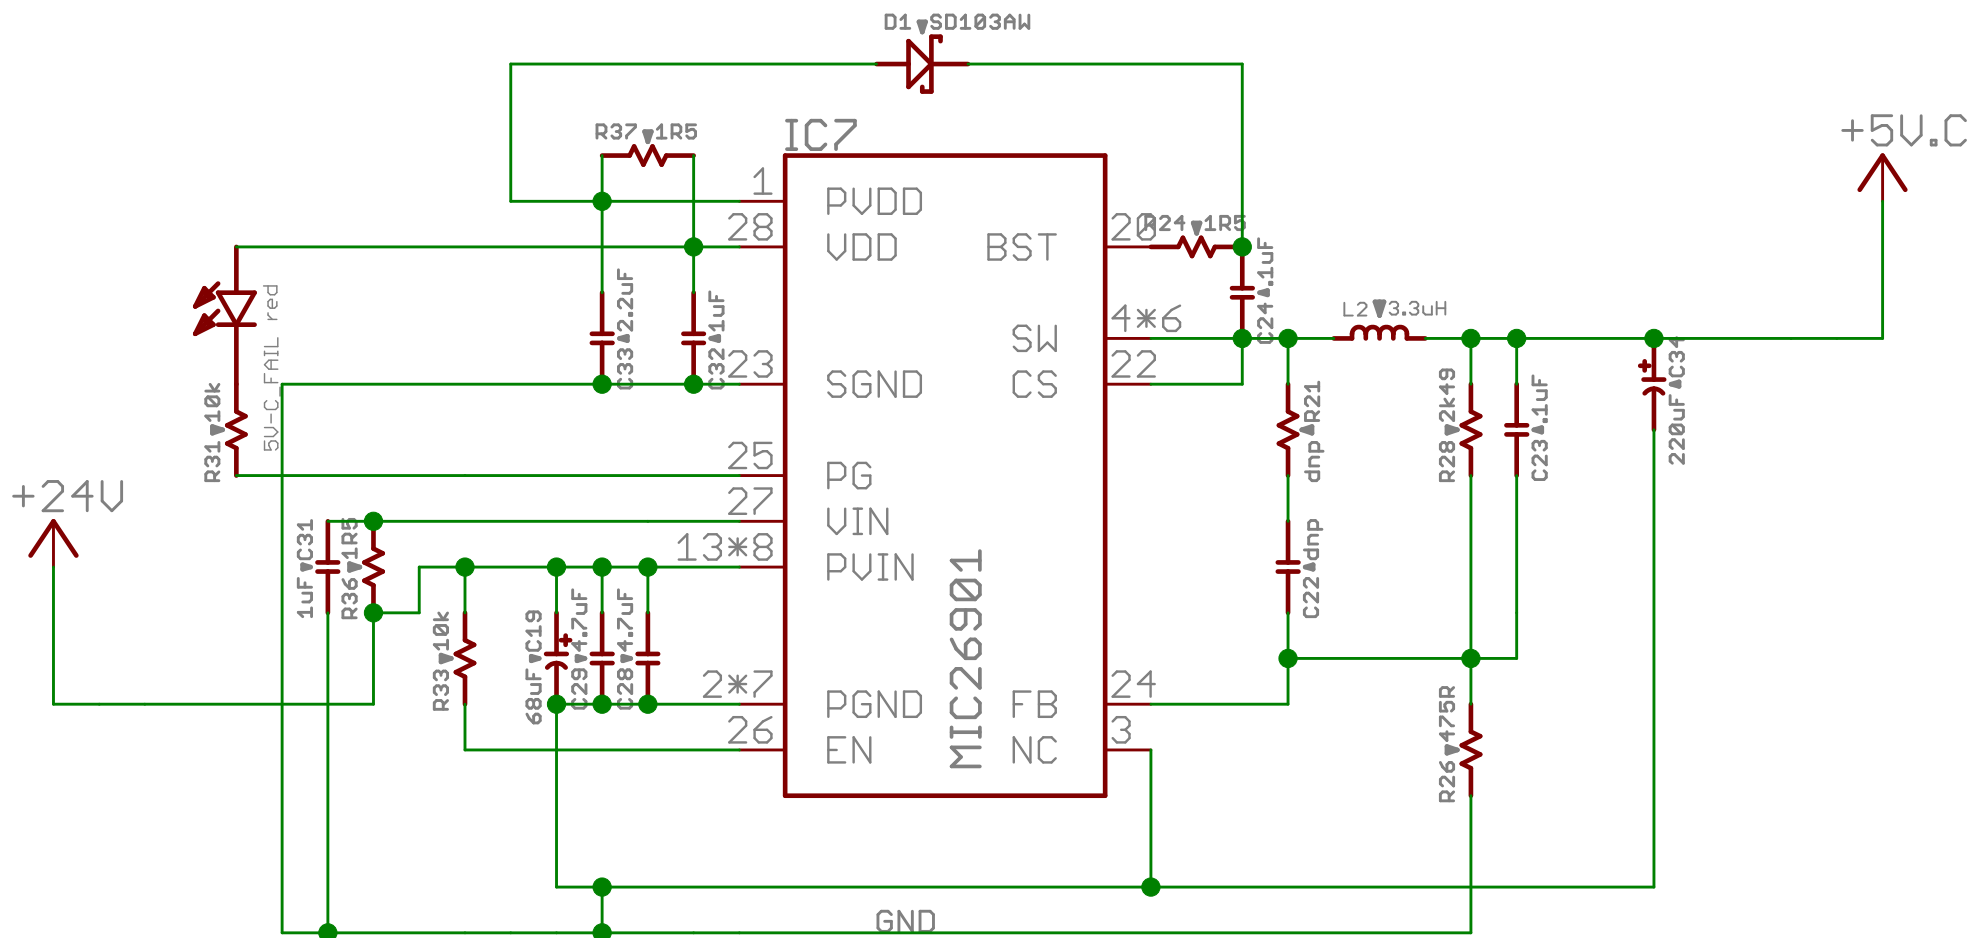 D1▼SD103AW
R37▼1R5
IC7
+5V.C
1
PVDD
28
VDD
BST
20
R24▼1R5
C24▲.1uF
C33▲2.2uF
C32▲1uF
4*6
SW
L2▼3.3uH
23
SGND
CS
22
220uF▲C34
5V-C_FAIL red
R31▼10k
dnp▲R21
R28▼2k49
C23▲.1uF
25
PG
+24V
27
VIN
1uF▼C31
R36▼1R5
13*8
PVIN
MIC26901
C22▲dnp
R33▼10k
68uF▼C19
C29▼4.7uF
C28▼4.7uF
2*7
PGND
FB
24
26
EN
NC
3
R26▼475R
GND